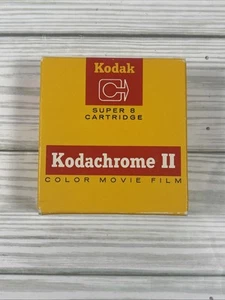 Kodak
SUPER 8
CARTRIDGE
Kodachrome II
COLOR MOVIE FILM